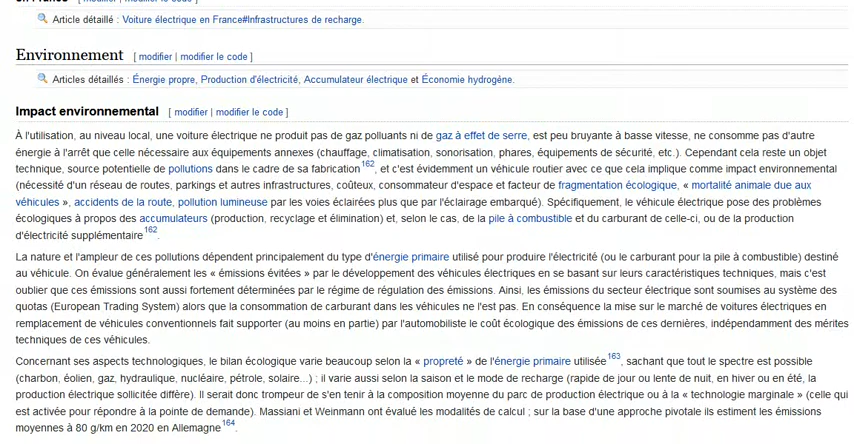 en France [ modifier | modifier le code ]
Article détaillé : Voiture électrique en France#Infrastructures de recharge.
Environnement [ modifier | modifier le code ]
Articles détaillés : Énergie propre, Production d'électricité, Accumulateur électrique et Économie hydrogène.
Impact environnemental [ modifier | modifier le code ]
À l'utilisation, au niveau local, une voiture électrique ne produit pas de gaz polluants ni de gaz à effet de serre, est peu bruyante à basse vitesse, ne consomme pas d'autre
énergie à l'arrêt que celle nécessaire aux équipements annexes (chauffage, climatisation, sonorisation, phares, équipements de sécurité, etc.). Cependant cela reste un objet
technique, source potentielle de pollutions dans le cadre de sa fabrication162, et c'est évidemment un véhicule routier avec ce que cela implique comme impact environnemental
(nécessité d'un réseau de routes, parkings et autres infrastructures, coûteux, consommateur d'espace et facteur de fragmentation écologique, « mortalité animale due aux
véhicules », accidents de la route, pollution lumineuse par les voies éclairées plus que par l'éclairage embarqué). Spécifiquement, le véhicule électrique pose des problèmes
écologiques à propos des accumulateurs (production, recyclage et élimination) et, selon le cas, de la pile à combustible et du carburant de celle-ci, ou de la production
d'électricité supplémentaire162.
La nature et l'ampleur de ces pollutions dépendent principalement du type d'énergie primaire utilisé pour produire l'électricité (ou le carburant pour la pile à combustible) destiné
au véhicule. On évalue généralement les « émissions évitées » par le développement des véhicules électriques en se basant sur leurs caractéristiques techniques, mais c'est
oublier que ces émissions sont aussi fortement déterminées par le régime de régulation des émissions. Ainsi, les émissions du secteur électrique sont soumises au système des
quotas (European Trading System) alors que la consommation de carburant dans les véhicules ne l'est pas. En conséquence la mise sur le marché de voitures électriques en
remplacement de véhicules conventionnels fait supporter (au moins en partie) par l'automobiliste le coût écologique des émissions de ces dernières, indépendamment des mérites
techniques de ces véhicules.
Concernant ses aspects technologiques, le bilan écologique varie beaucoup selon la « propreté » de l'énergie primaire utilisée163, sachant que tout le spectre est possible
(charbon, éolien, gaz, hydraulique, nucléaire, pétrole, solaire...) ; il varie aussi selon la saison et le mode de recharge (rapide de jour ou lente de nuit, en hiver ou en été, la
production électrique sollicitée diffère). Il serait donc trompeur de s'en tenir à la composition moyenne du parc de production électrique ou à la « technologie marginale » (celle qui
est activée pour répondre à la pointe de demande). Massiani et Weinmann ont évalué les modalités de calcul ; sur la base d'une approche pivotale ils estiment les émissions
moyennes à 80 g/km en 2020 en Allemagne164.